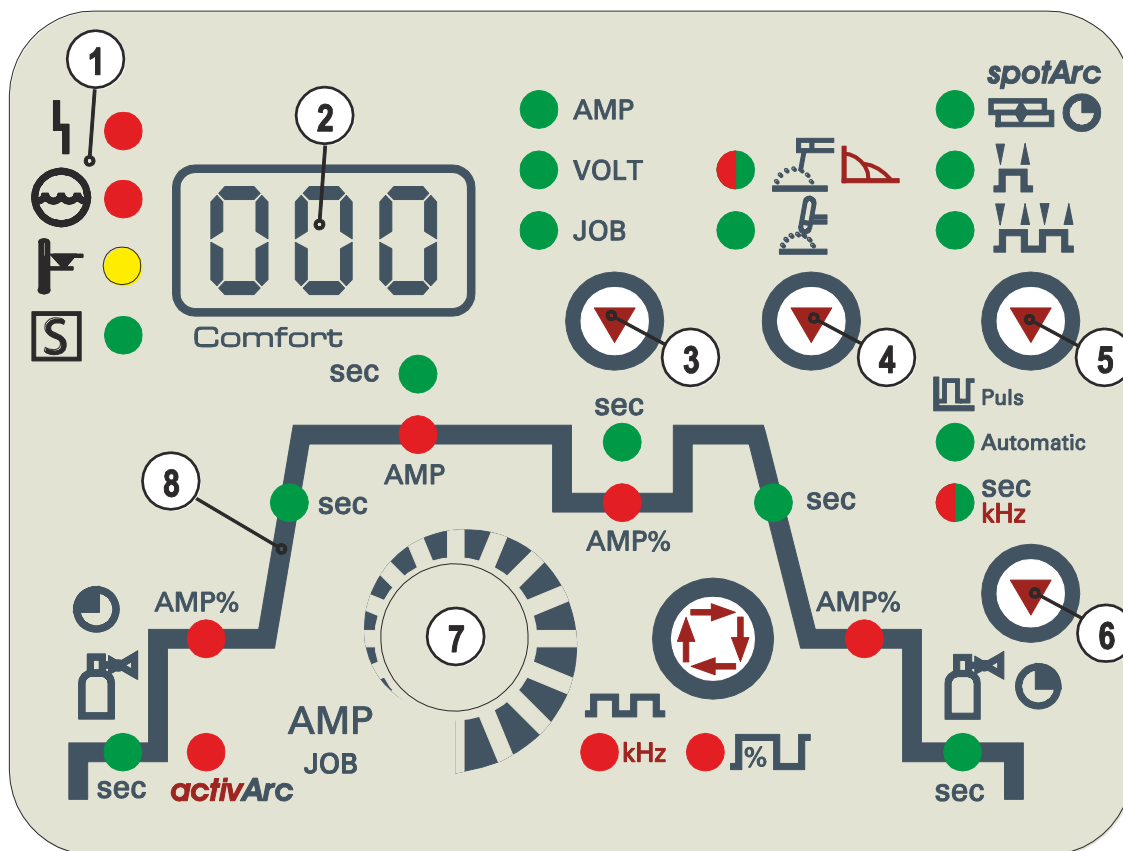 1
2
spotArc
AMP
VOLT
JOB
000
Comfort
S
3
4
5
sec
sec
Puls
Automatic
sec
kHz
AMP
AMP%
8
sec
sec
AMP%
AMP%
7
6
AMP
JOB
kHz
%
sec
activArc
sec